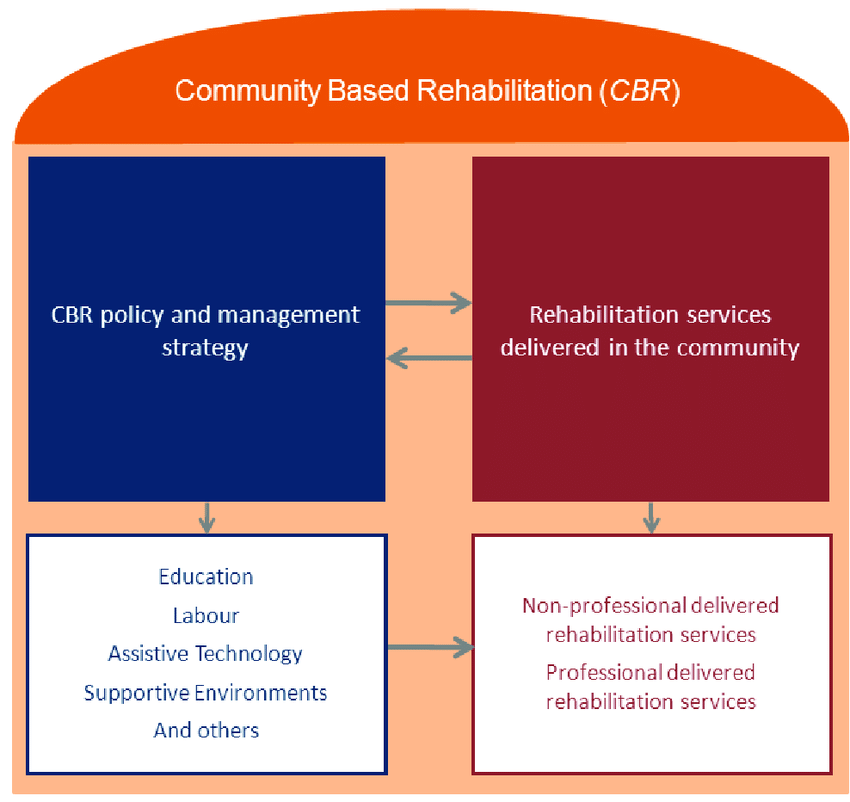 Community Based Rehabilitation (CBR)
CBR policy and management
strategy
Rehabilitation services
delivered in the community
Education
Labour
Assistive Technology
Supportive Environments
And others
Non-professional delivered
rehabilitation services
Professional delivered
rehabilitation services